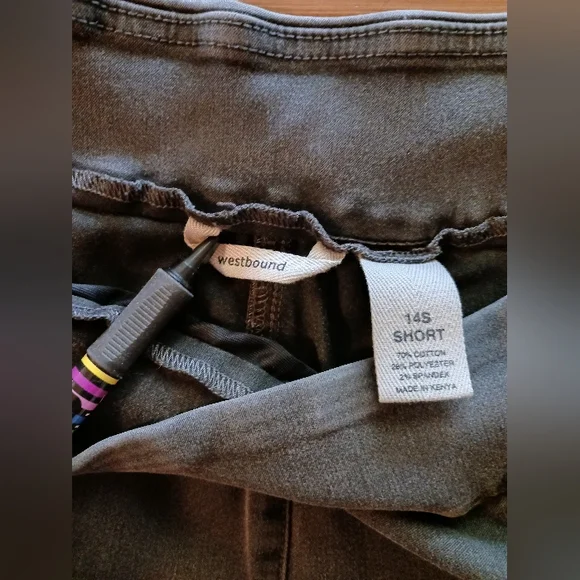 westbound
14S
SHORT
70% COTTON
28% POLYESTER
2% SPANDEX
MADE IN KENYA